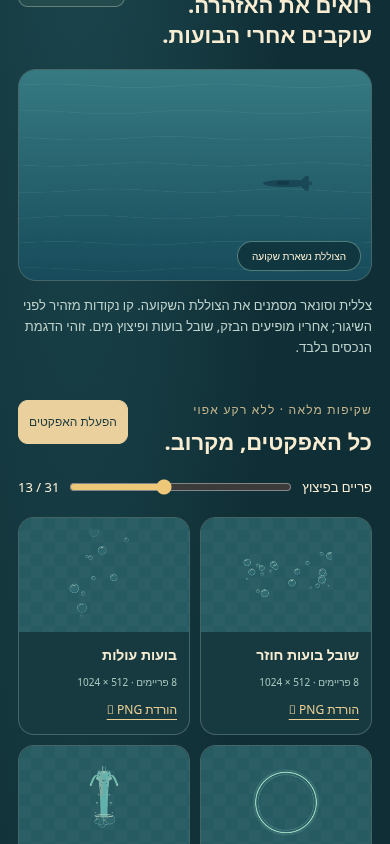 רואים את האזהרה.
עוקבים אחרי הבועות.
הצוללת נשארת שקועה
צללית וסונאר מסמנים את הצוללת השקועה. קו נקודות מזהיר לפני
השיגור; אחריו מופיעים הבזק, שובל בועות ופיצוץ מים. זוהי הדגמת
הנכסים בלבד.
שקיפות מלאה · ללא רקע אפוי
כל האפקטים, מקרוב.
הפעלת האפקטים
פריים בפיצוץ
13 / 31
שובל בועות חוזר
8 פריימים · 512 × 1024
הורדת PNG
בועות עולות
8 פריימים · 512 × 1024
הורדת PNG